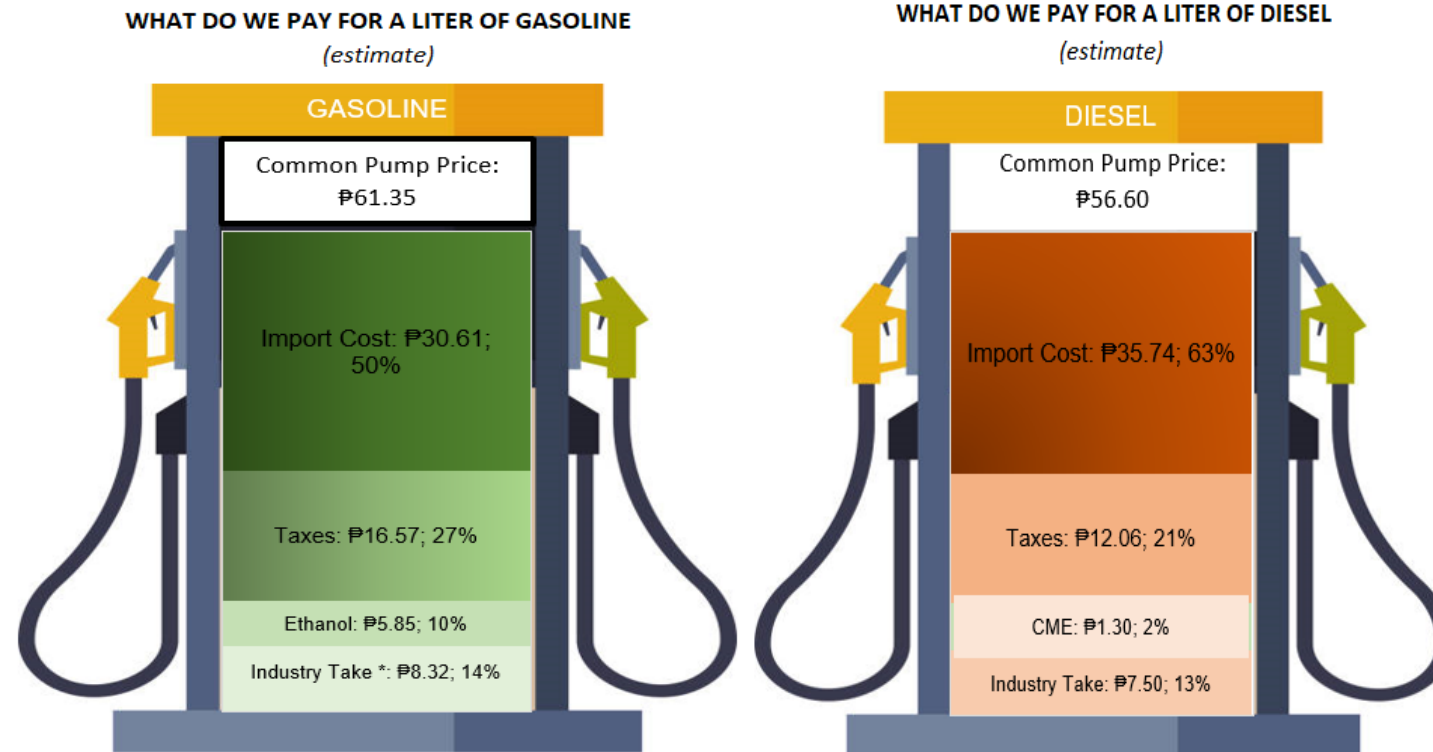 WHAT DO WE PAY FOR A LITER OF GASOLINE
(estimate)
GASOLINE
Common Pump Price:
₱61.35
Import Cost: ₱30.61;
50%
Taxes: ₱16.57; 27%
Ethanol: ₱5.85; 10%
Industry Take *: ₱8.32; 14%
WHAT DO WE PAY FOR A LITER OF DIESEL
(estimate)
DIESEL
Common Pump Price:
₱56.60
Import Cost: ₱35.74; 63%
Taxes: ₱12.06; 21%
CME: ₱1.30; 2%
Industry Take: ₱7.50; 13%